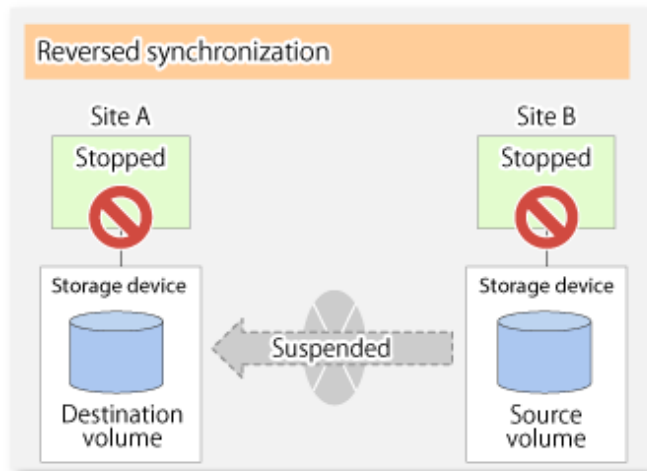 Reversed synchronization
Site A
Site B
Stopped
Stopped
Storage device
Storage device
Suspended
Destination
volume
Source
volume